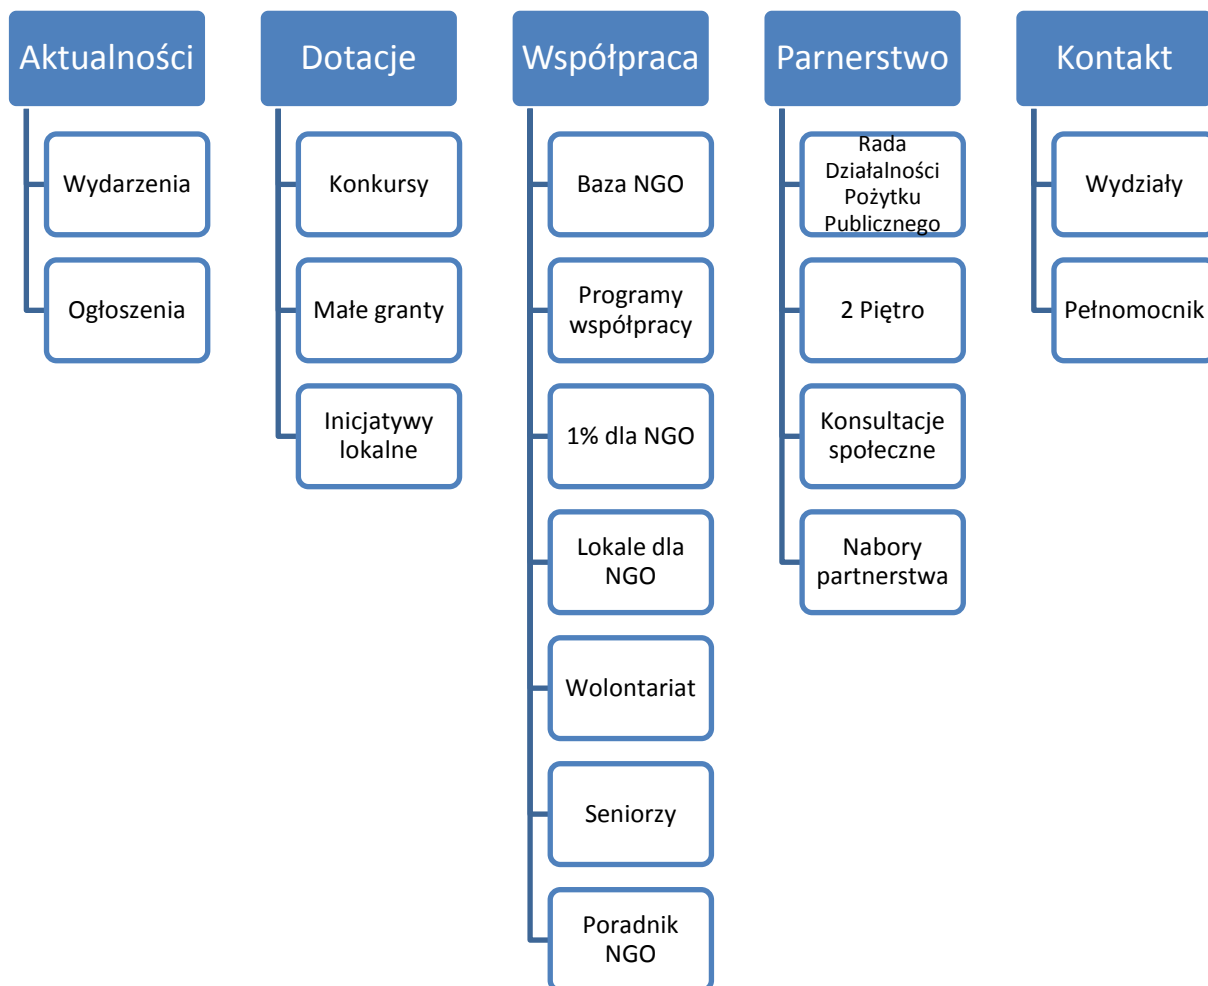 Aktualności
Wydarzenia
Ogłoszenia
Dotacje
Konkursy
Małe granty
Inicjatywy
lokalne
Współpraca
Baza NGO
Programy
współpracy
1% dla NGO
Lokale dla
NGO
Wolontariat
Seniorzy
Poradnik
NGO
Parnerstwo
Rada
Działalności
Pożytku
Publicznego
2 Piętro
Konsultacje
społeczne
Nabory
partnerstwa
Kontakt
Wydziały
Pełnomocnik